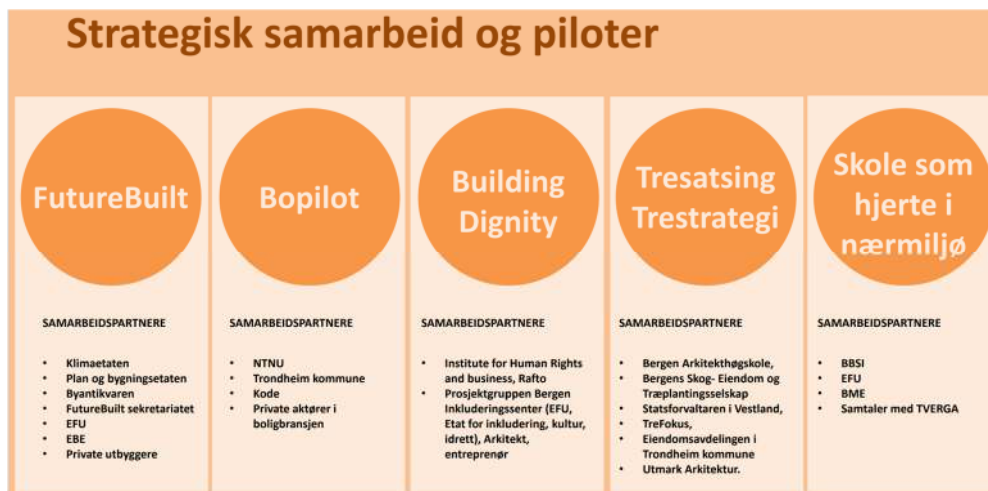 Strategisk samarbeid og piloter
FutureBuilt
SAMARBEIDSPARTNERE
• Klimaetaten
• Plan og bygningsetaten
• Byantikvaren
• FutureBuilt sekretariatet
• EFU
• EBE
• Private utbyggere
Bopilot
SAMARBEIDSPARTNERE
• NTNU
• Trondheim kommune
• Kode
• Private aktører i
boligbransjen
Building
Dignity
SAMARBEIDSPARTNERE
• Institute for Human Rights
and business, Rafto
• Prosjektgruppen Bergen
Inkluderingssenter (EFU,
Etat for inkludering, kultur,
idrett), Arkitekt,
entreprenør
Tresatsing
Trestrategi
SAMARBEIDSPARTNERE
• Bergen Arkitekthøgskole,
• Bergens Skog- Eiendom og
Træplantingsselskap
• Statsforvaltaren i Vestland,
• TreFokus,
• Eiendomsavdelingen i
Trondheim kommune
• Utmark Arkitektur.
Skole som
hjerte i
nærmiljø
SAMARBEIDSPARTNERE
• BBSI
• EFU
• BME
• Samtaler med TVERGA